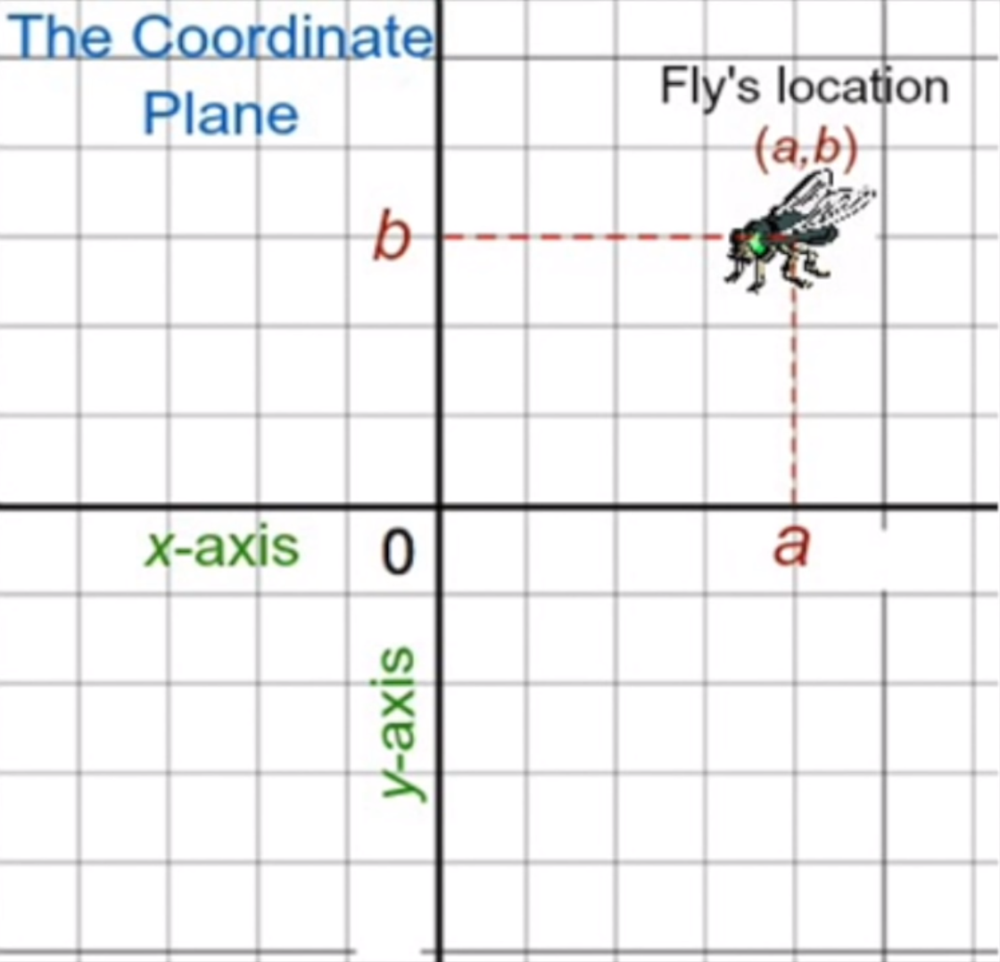 The Coordinate
Plane
Fly's location
(a,b)
b
x-axis
0
a
y-axis